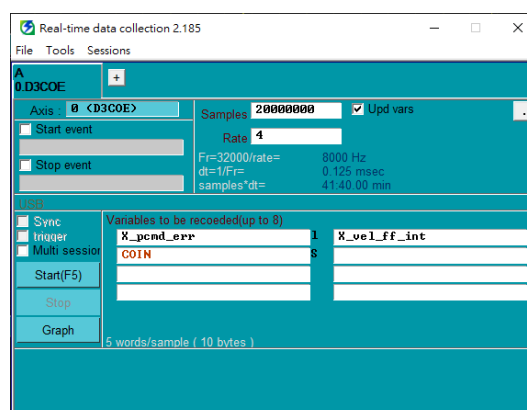 Real-time data collection 2.185
File Tools Sessions
A
0.D3COE
+
Axis : 0 (D3COE)
Start event
Stop event
Samples 20000000 Upd vars
Rate 4
Fr=32000/rate= 8000 Hz
dt=1/Fr= 0.125 msec
samples*dt= 41:40.00 min
USB
Sync
trigger
Multi session
Start(F5)
Stop
Graph
Variables to be recoeded(up to 8)
X_pcmd_err l X_vel_ff_int
COIN S
5 words/sample ( 10 bytes )